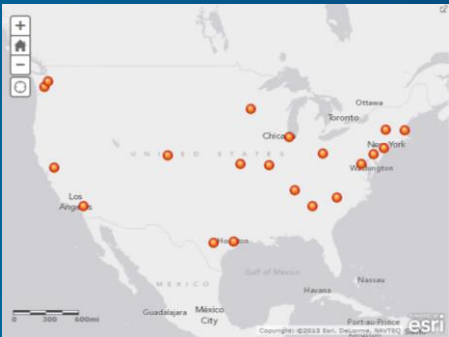 +
−
Ottawa
Toronto
Chica
New York
UNITED STATES
Washington
Los
Angeles
Houston
Gulf of Mexico
MEXICO
Nassau
Havana
Guadalajara
México
City
Port-au-Prince
0 300 600mi
Copyright: ©2013 Esri, DeLorme, NAVTEQ
esri